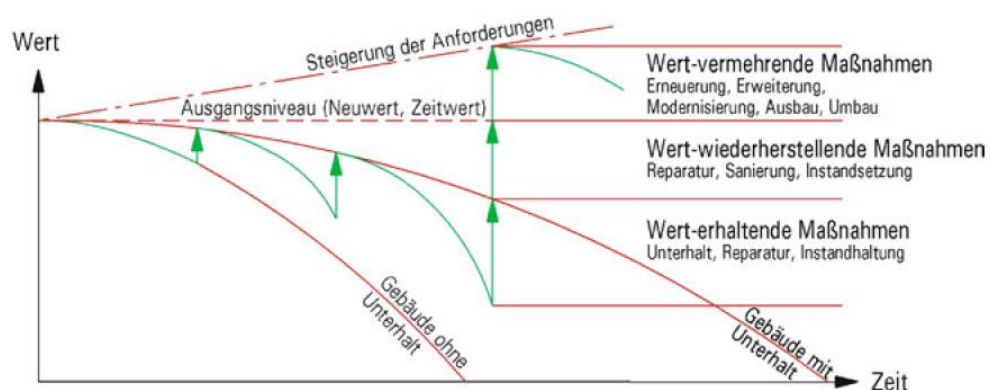 Wert
Steigerung der Anforderungen
Ausgangsniveau (Neuwert, Zeitwert)
Wert-vermehrende Maßnahmen
Erneuerung, Erweiterung,
Modernisierung, Ausbau, Umbau
Wert-wiederherstellende Maßnahmen
Reparatur, Sanierung, Instandsetzung
Wert-erhaltende Maßnahmen
Unterhalt, Reparatur, Instandhaltung
Gebäude ohne
Unterhalt
Gebäude mit
Unterhalt
Zeit